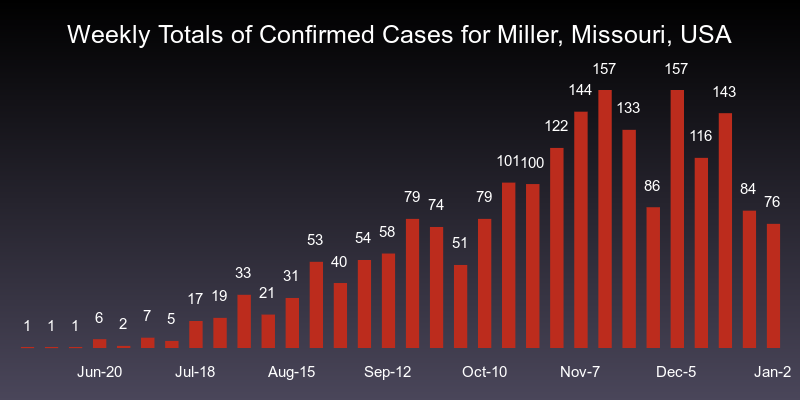 Weekly Totals of Confirmed Cases for Miller, Missouri, USA
1 1 1 6 2 7 5 17 19 33 21 31 53 40 54 58 79 74 51 79 101 100 122 144 157 133 86 157 116 143 84 76
Jun-20 Jul-18 Aug-15 Sep-12 Oct-10 Nov-7 Dec-5 Jan-2